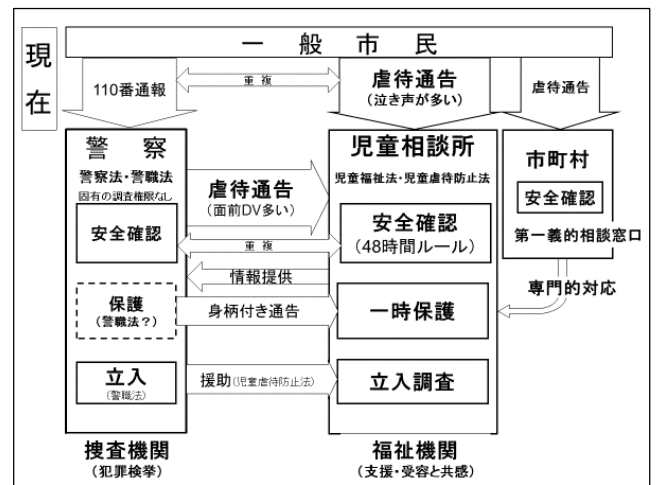 現在
一般市民
110番通報
重複
虐待通告
(泣き声が多い)
虐待通告
警察
警察法・警職法
固有の調査権限なし
安全確認
保護
(警職法?)
立入
(警職法)
捜査機関
(犯罪検挙)
虐待通告
(面前DV多い)
重複
情報提供
身柄付き通告
援助(児童虐待防止法)
児童相談所
児童福祉法・児童虐待防止法
安全確認
(48時間ルール)
一時保護
立入調査
福祉機関
(支援・受容と共感)
市町村
安全確認
第一義的相談窓口
専門的対応